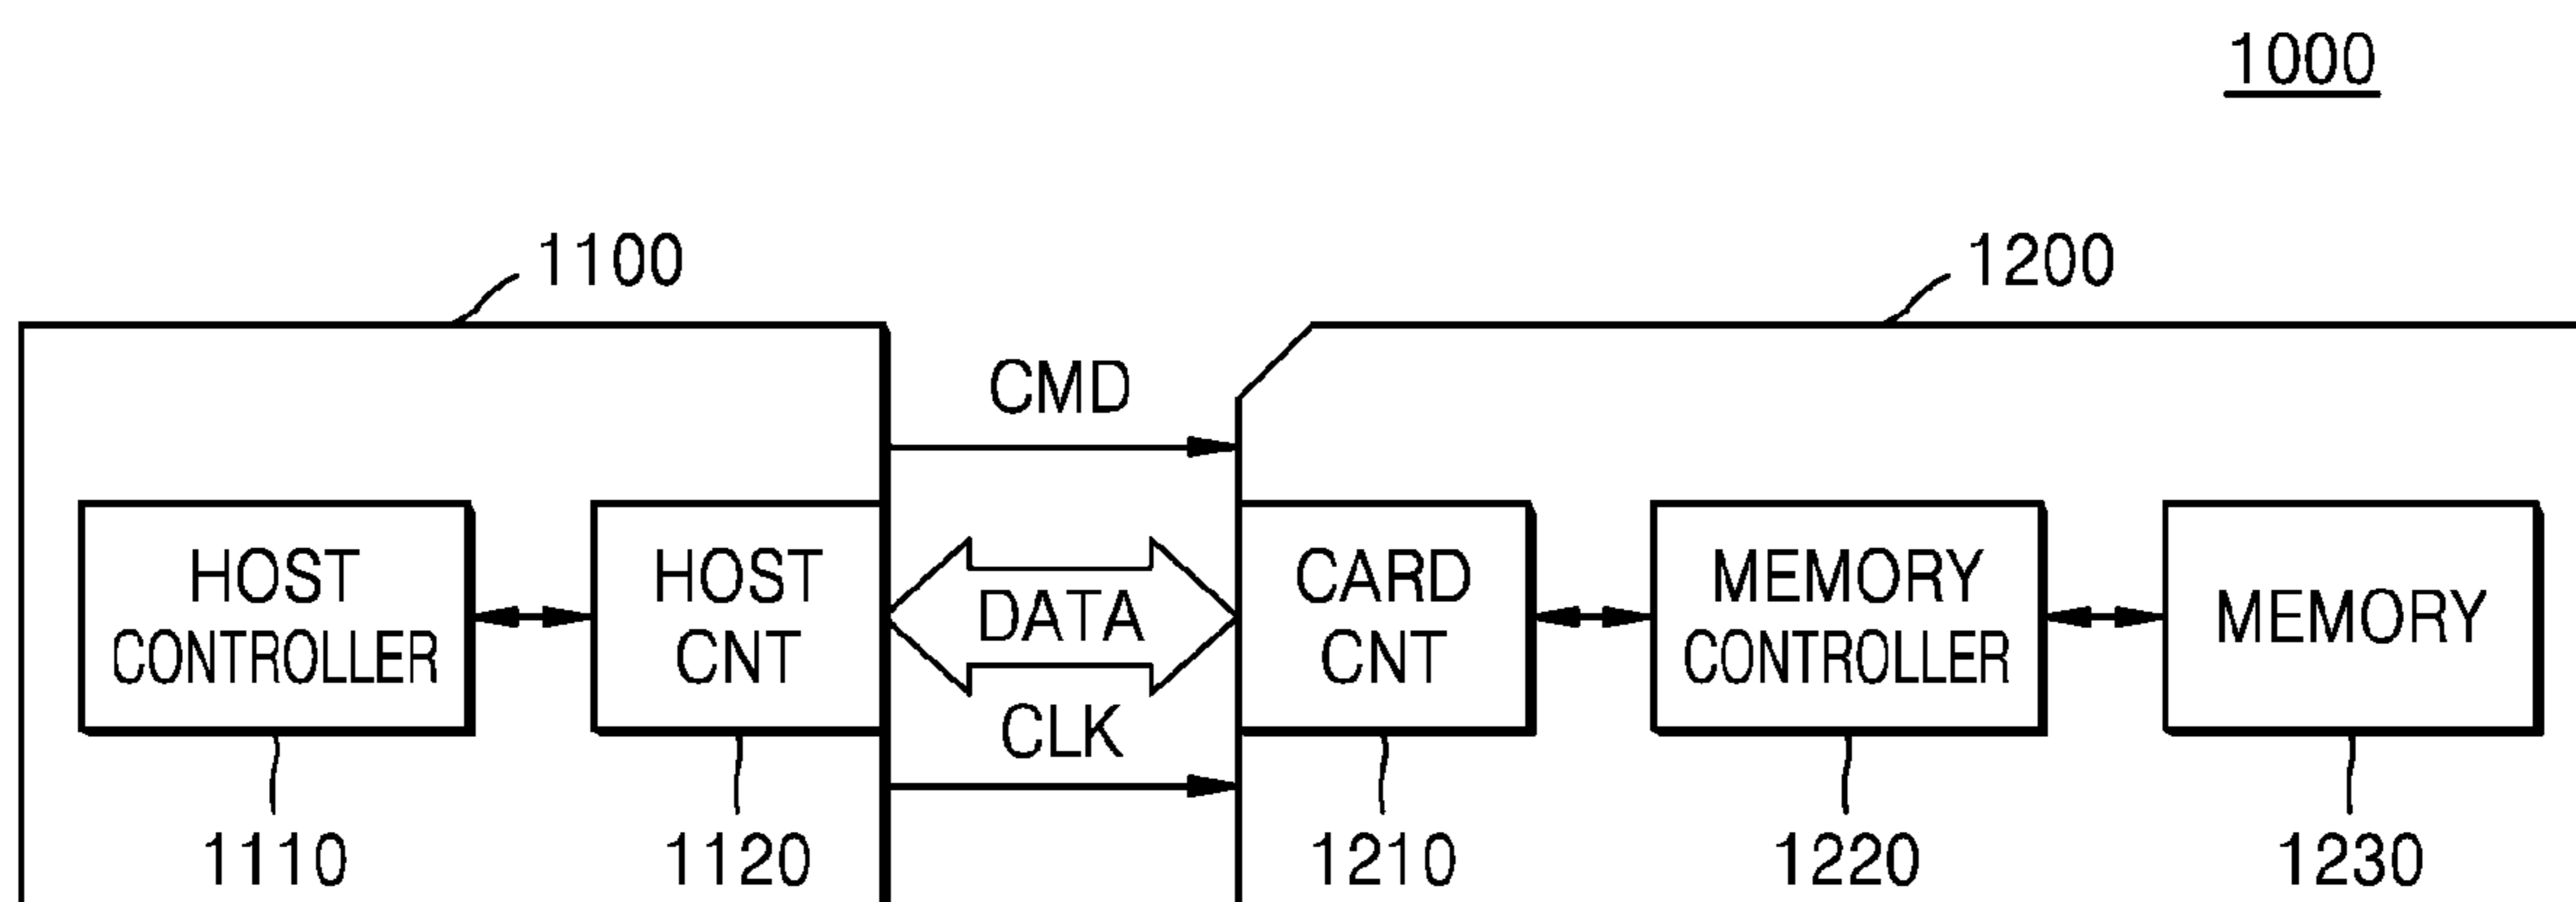 1000
1100
1200
CMD
HOST
CONTROLLER
HOST
CNT
DATA
CLK
CARD
CNT
MEMORY
CONTROLLER
MEMORY
1110
1120
1210
1220
1230